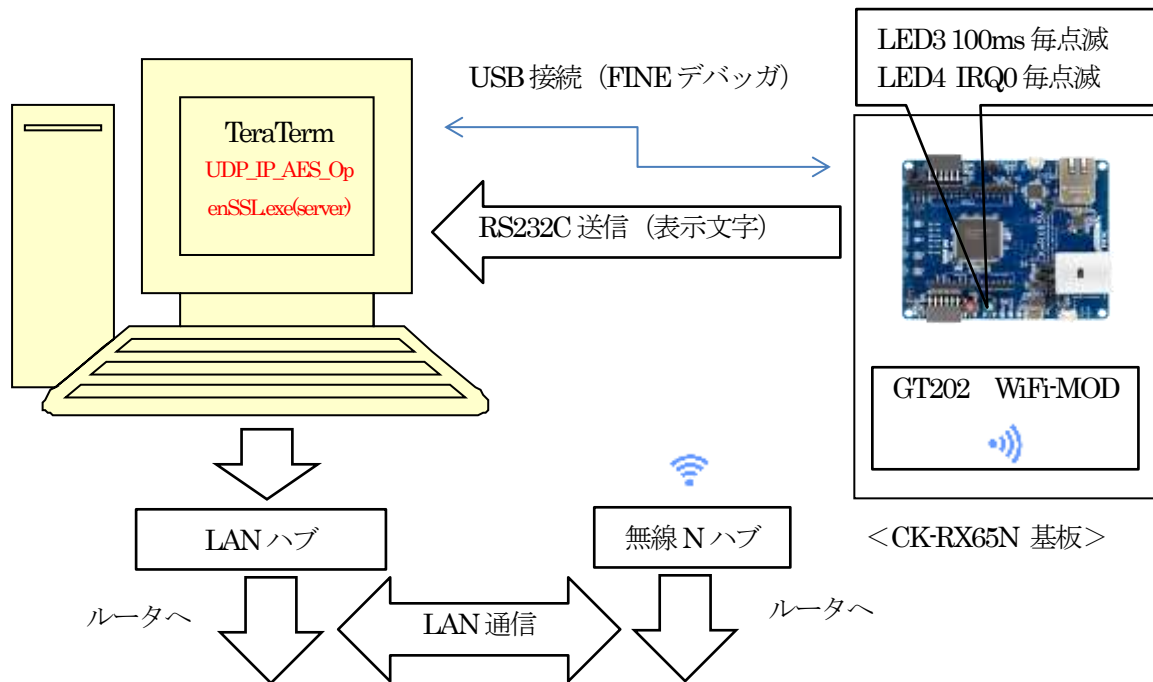 LED3 100ms 毎点滅
LED4 IRQ0 毎点滅
USB 接続（FINE デバッガ）
TeraTerm
UDP_IP_AES_Op
enSSL.exe(server)
RS232C 送信（表示文字）
GT202 WiFi-MOD
LAN ハブ
無線 N ハブ
＜CK-RX65N 基板＞
ルータへ
LAN 通信
ルータへ